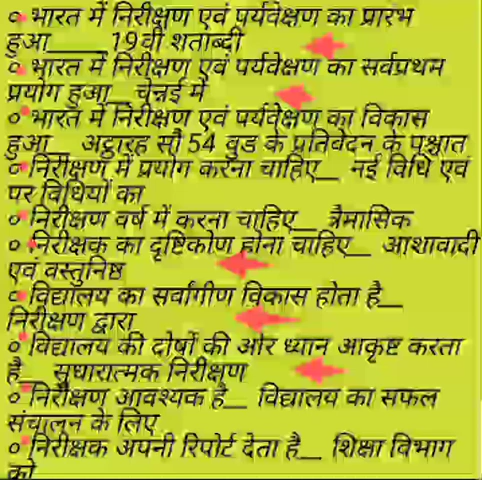 भारत में निरीक्षण एवं पर्यवेक्षण का प्रारभ
हुआ____ 19वी शताब्दी
भारत में निरीक्षण एवं पर्यवेक्षण का सर्वप्रथम
प्रयोग हुआ__ चेन्नई में
भारत में निरीक्षण एवं पर्यवेक्षण का विकास
हुआ__ अट्ठारह सौ 54 वुड के प्रतिवेदन के पश्चात
निरीक्षण में प्रयोग करना चाहिए__ नई विधि एवं
पर विधियों का
निरीक्षण वर्ष में करना चाहिए__ त्रैमासिक
निरीक्षक का दृष्टिकोण होना चाहिए__ आशावादी
एवं वस्तुनिष्ठ
विद्यालय का सर्वांगीण विकास होता है__
निरीक्षण द्वारा
विद्यालय की दोषों की ओर ध्यान आकृष्ट करता
है__ सुधारात्मक निरीक्षण
निरीक्षण आवश्यक है__ विद्यालय का सफल
संचालन के लिए
निरीक्षक अपनी रिपोर्ट देता है__ शिक्षा विभाग
को